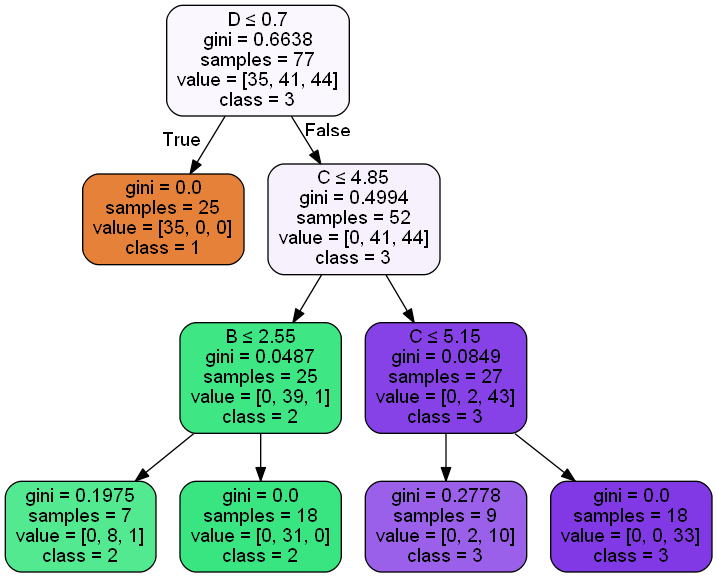 D ≤ 0.7
gini = 0.6638
samples = 77
value = [35, 41, 44]
class = 3
True
False
gini = 0.0
samples = 25
value = [35, 0, 0]
class = 1
C ≤ 4.85
gini = 0.4994
samples = 52
value = [0, 41, 44]
class = 3
B ≤ 2.55
gini = 0.0487
samples = 25
value = [0, 39, 1]
class = 2
C ≤ 5.15
gini = 0.0849
samples = 27
value = [0, 2, 43]
class = 3
gini = 0.1975
samples = 7
value = [0, 8, 1]
class = 2
gini = 0.0
samples = 18
value = [0, 31, 0]
class = 2
gini = 0.2778
samples = 9
value = [0, 2, 10]
class = 3
gini = 0.0
samples = 18
value = [0, 0, 33]
class = 3